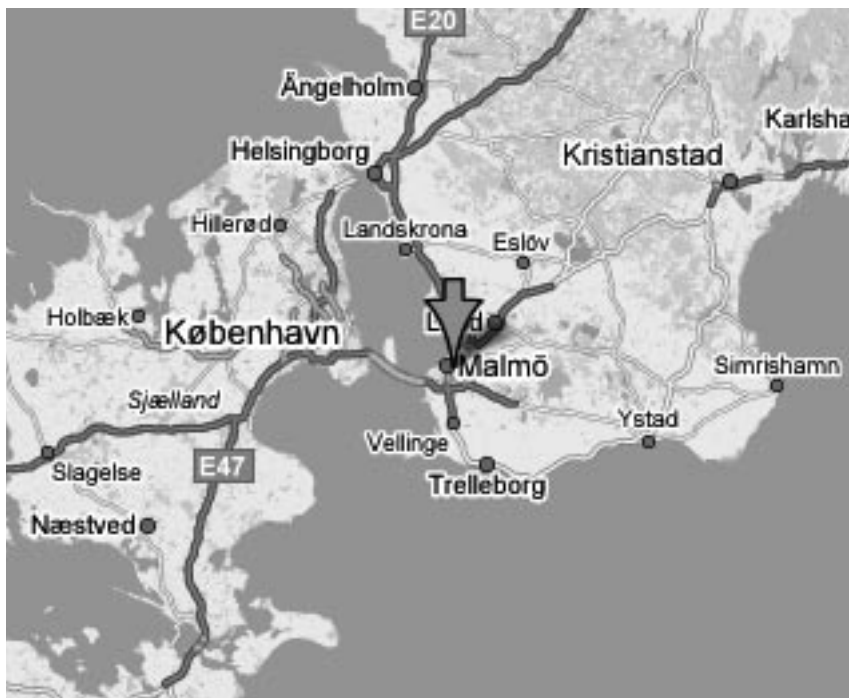 E20
Ängelholm
Karlsha
Helsingborg
Kristianstad
Hillerød
Landskrona
Eslöv
Holbæk
København
Malmö
Simrishamn
Sjælland
Ystad
Vellinge
Slagelse
E47
Trelleborg
Næstved